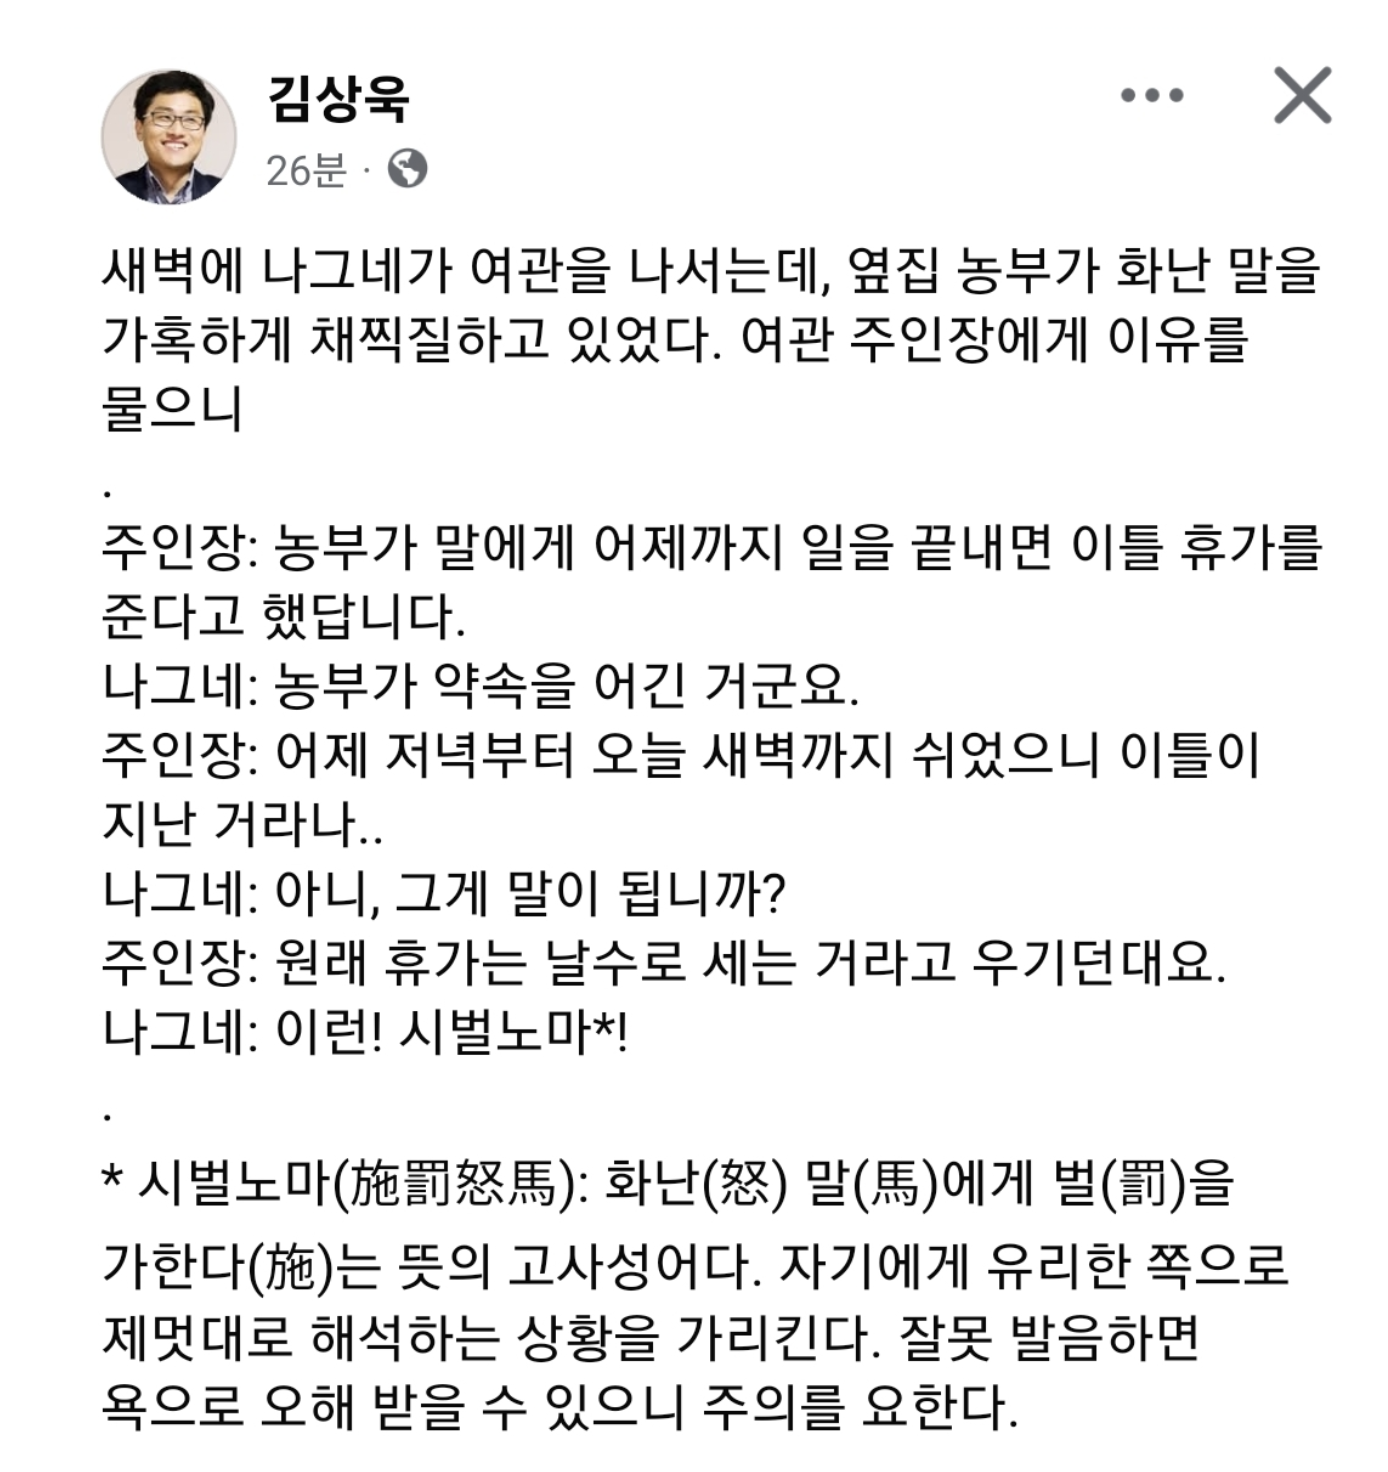 김상욱
26분 ·
새벽에 나그네가 여관을 나서는데, 옆집 농부가 화난 말을
가혹하게 채찍질하고 있었다. 여관 주인장에게 이유를
물으니
.
주인장: 농부가 말에게 어제까지 일을 끝내면 이틀 휴가를
준다고 했답니다.
나그네: 농부가 약속을 어긴 거군요.
주인장: 어제 저녁부터 오늘 새벽까지 쉬었으니 이틀이
지난 거라나..
나그네: 아니, 그게 말이 됩니까?
주인장: 원래 휴가는 날수로 세는 거라고 우기던대요.
나그네: 이런! 시벌노마*!
.
* 시벌노마(施罰怒馬): 화난(怒) 말(馬)에게 벌(罰)을
가한다(施)는 뜻의 고사성어다. 자기에게 유리한 쪽으로
제멋대로 해석하는 상황을 가리킨다. 잘못 발음하면
욕으로 오해 받을 수 있으니 주의를 요한다.